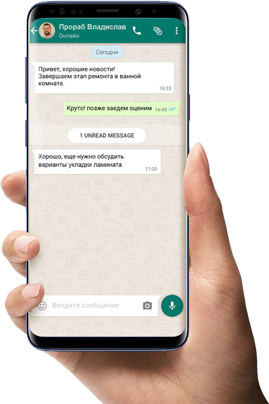 Прораб Владислав
Онлайн
Сегодня
Привет, хорошие новости!
Завершаем этап ремонта в ванной
комнате.
16:33
Круто! позже заедем оценим 16:40
1 UNREAD MESSAGE
Хорошо, еще нужно обсудить
варианты укладки ламината
17:00
Введите сообщение